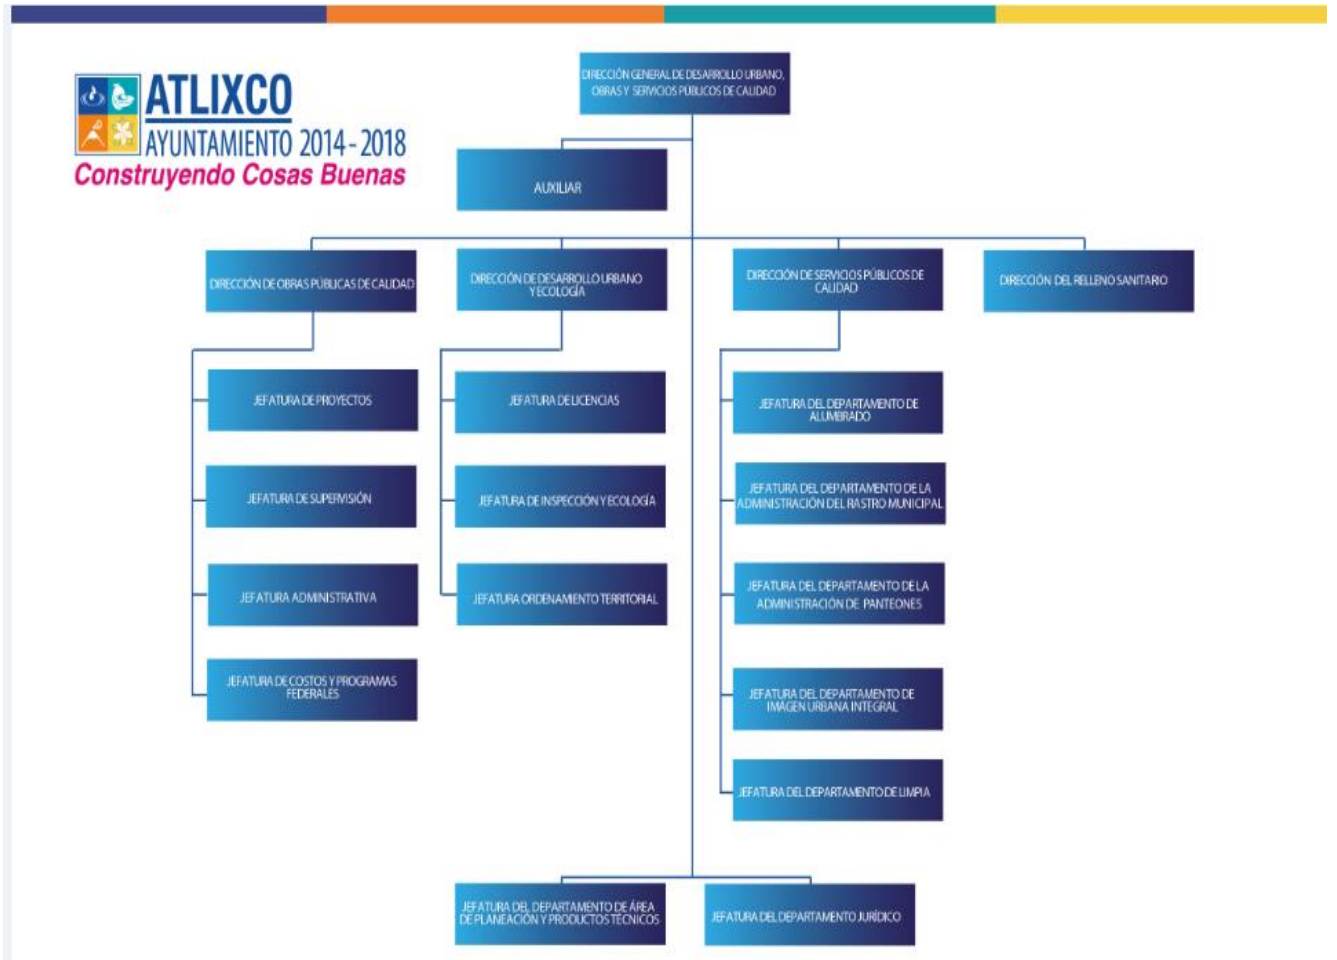 ATLIXCO
AYUNTAMIENTO 2014-2018
Construyendo Cosas Buenas
DIRECCIÓN GENERAL DE DESARROLLO URBANO,
OBRAS Y SERVICIOS PÚBLICOS DE CALIDAD
AUXILIAR
DIRECCIÓN DE OBRAS PÚBLICAS DE CALIDAD
DIRECCIÓN DE DESARROLLO URBANO
Y ECOLOGÍA
DIRECCIÓN DE SERVICIOS PÚBLICOS DE
CALIDAD
DIRECCIÓN DEL RELLENO SANITARIO
JEFATURA DE PROYECTOS
JEFATURA DE SUPERVISIÓN
JEFATURA ADMINISTRATIVA
JEFATURA DE COSTOS Y PROGRAMAS
FEDERALES
JEFATURA DE LICENCIAS
JEFATURA DE INSPECCIÓN Y ECOLOGÍA
JEFATURA ORDENAMIENTO TERRITORIAL
JEFATURA DEL DEPARTAMENTO DE
ALUMBRADO
JEFATURA DEL DEPARTAMENTO DE LA
ADMINISTRACIÓN DEL RASTRO MUNICIPAL
JEFATURA DEL DEPARTAMENTO DE LA
ADMINISTRACIÓN DE PANTEONES
JEFATURA DEL DEPARTAMENTO DE
IMÁGEN URBANA INTEGRAL
JEFATURA DEL DEPARTAMENTO DE LIMPIA
JEFATURA DEL DEPARTAMENTO DE ÁREA
DE PLANEACIÓN Y PRODUCTOS TÉCNICOS
JEFATURA DEL DEPARTAMENTO JURÍDICO